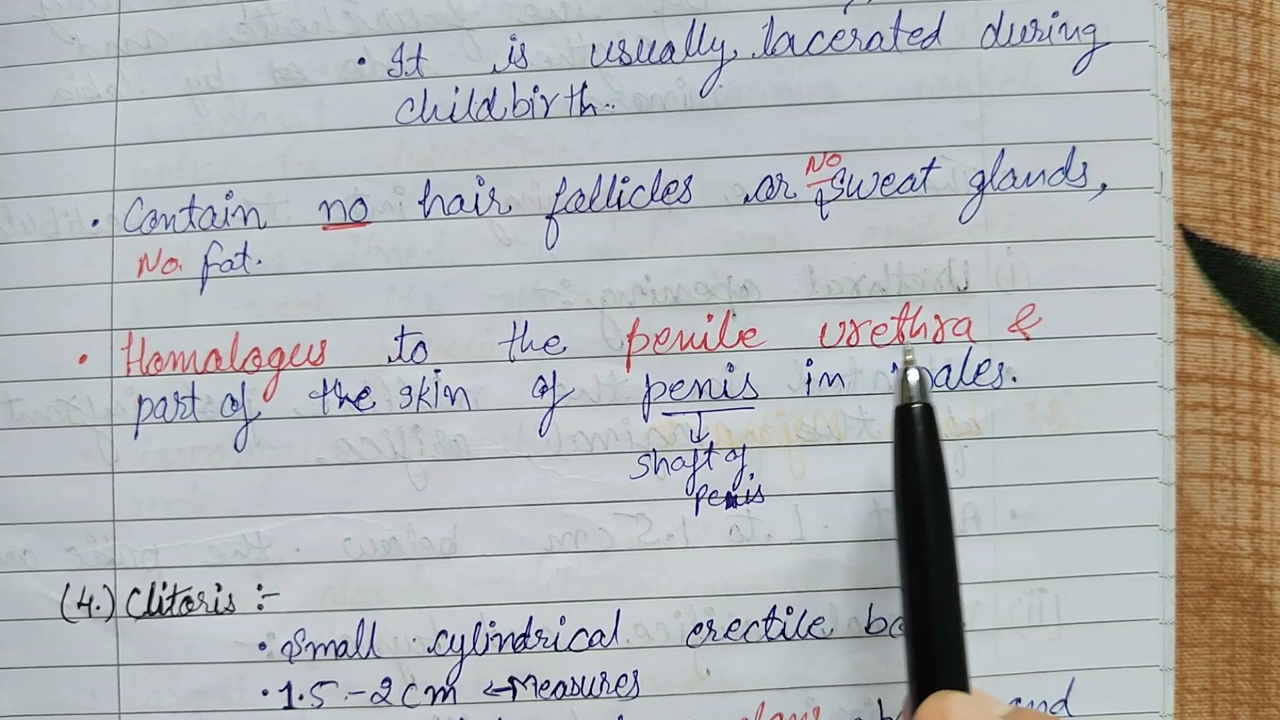 • It is usually lacerated during
childbirth..
• Contain no hair follicles or NO sweat glands,
No. fat.
• Homologus to the penile urethra &
part of the skin of penis in males.
↓
shaft of
penis
(4.) Clitoris :-
• Small cylindrical erectile
• 1.5 - 2 cm ← Measures
glans and